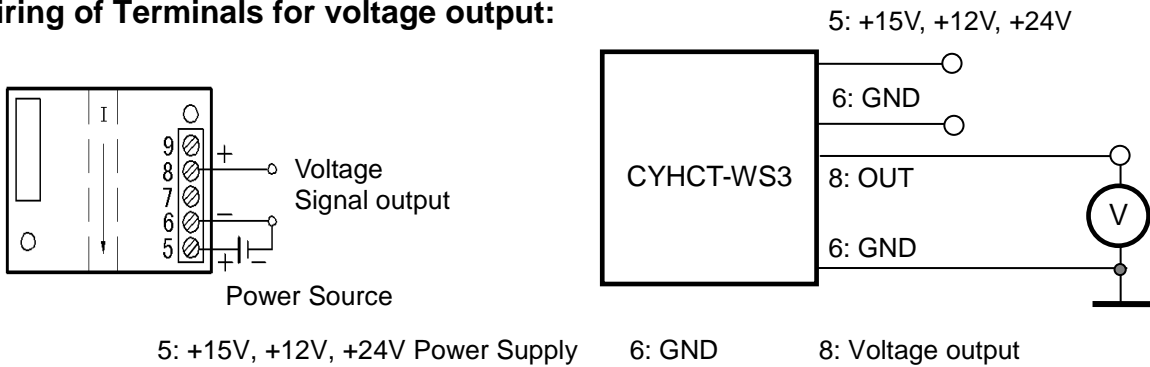 iring of Terminals for voltage output:
I
9
8
7
6
5
+
−
+
−
Voltage
Signal output
Power Source
5: +15V, +12V, +24V
6: GND
CYHCT-WS3
8: OUT
V
6: GND
5: +15V, +12V, +24V Power Supply 6: GND 8: Voltage output